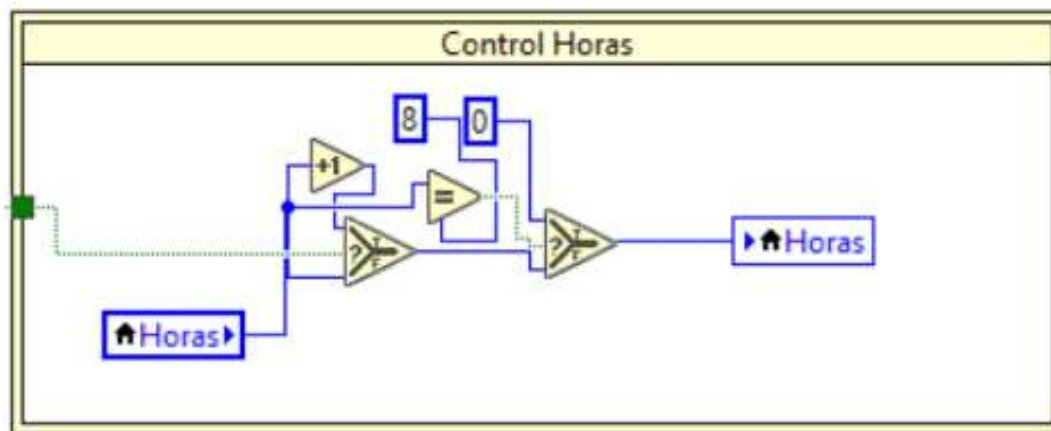 Control Horas
8 0
+1
=
? T F
? T F
Horas
Horas